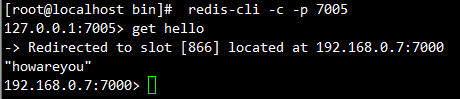 [root@localhost bin]#  redis-cli -c -p 7005
127.0.0.1:7005> get hello
-> Redirected to slot [866] located at 192.168.0.7:7000
"howareyou"
192.168.0.7:7000>